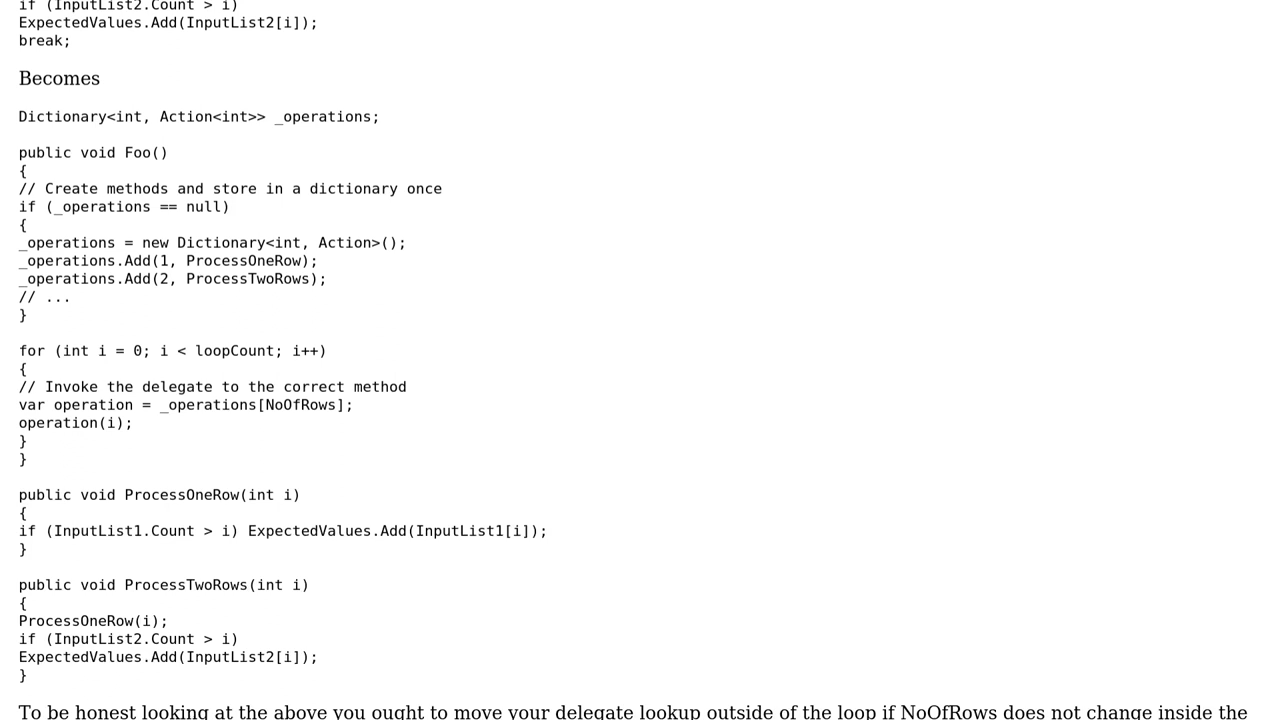 if (InputList2.Count > i)
ExpectedValues.Add(InputList2[i]);
break;
Becomes
Dictionary<int, Action<int>> _operations;
public void Foo()
{
// Create methods and store in a dictionary once
if (_operations == null)
{
_operations = new Dictionary<int, Action>();
_operations.Add(1, ProcessOneRow);
_operations.Add(2, ProcessTwoRows);
// ...
}
for (int i = 0; i < loopCount; i++)
{
// Invoke the delegate to the correct method
var operation = _operations[NoOfRows];
operation(i);
}
}
public void ProcessOneRow(int i)
{
if (InputList1.Count > i) ExpectedValues.Add(InputList1[i]);
}
public void ProcessTwoRows(int i)
{
ProcessOneRow(i);
if (InputList2.Count > i)
ExpectedValues.Add(InputList2[i]);
}
To be honest looking at the above you ought to move your delegate lookup outside of the loop if NoOfRows does not change inside the